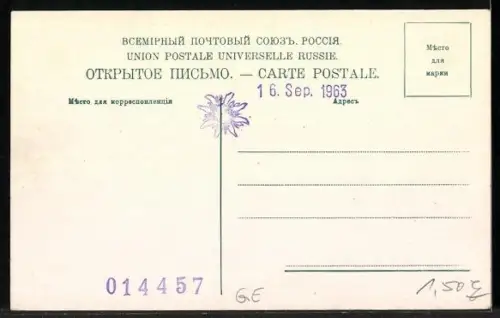 ВСЕМІРНЫЙ ПОЧТОВЫЙ СОЮЗЪ. РОССІЯ.
UNION POSTALE UNIVERSELLE RUSSIE.
ОТКРЫТОЕ ПИСЬМО. — CARTE POSTALE.
Мѣсто
для
марки
16. Sep. 1963
Мѣсто для корреспонденціи
Адресъ
014457
GE
1,50